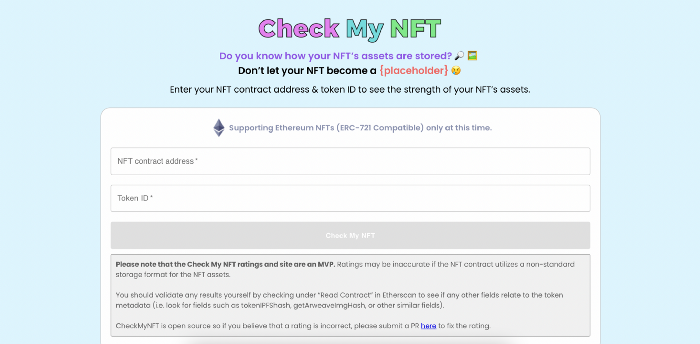 Check My NFT
Do you know how your NFT's assets are stored? 🔎 🖼️
Don't let your NFT become a {placeholder} 😢
Enter your NFT contract address & token ID to see the strength of your NFT's assets.
Supporting Ethereum NFTs (ERC-721 Compatible) only at this time.
NFT contract address *
Token ID *
Check My NFT
Please note that the Check My NFT ratings and site are an MVP. Ratings may be inaccurate if the NFT contract utilizes a non-standard
storage format for the NFT assets.
You should validate any results yourself by checking under "Read Contract" in Etherscan to see if any other fields relate to the token
metadata (i.e. look for fields such as tokenIPFShash, getArweaveImgHash, or other similar fields).
CheckMyNFT is open source so if you believe that a rating is incorrect, please submit a PR here to fix the rating.